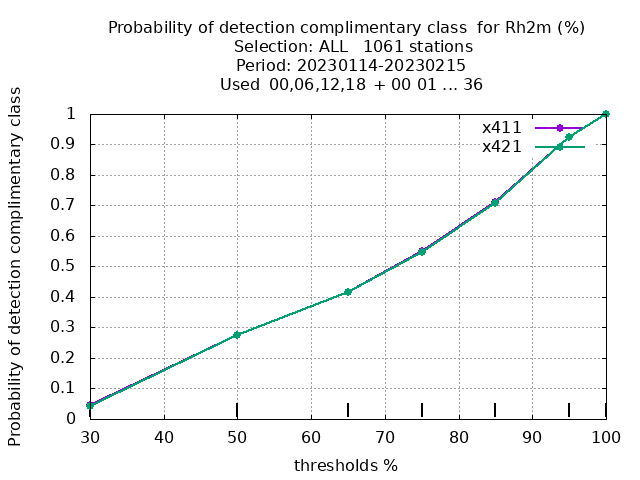 Probability of detection complimentary class  for Rh2m (%)
Selection: ALL   1061 stations
Period: 20230114-20230215
Used  00,06,12,18  + 00 01 ... 36
Probability of detection complimentary class
1
0.9
0.8
0.7
0.6
0.5
0.4
0.3
0.2
0.1
0
x411
x421
30 40 50 60 70 80 90 100
thresholds %